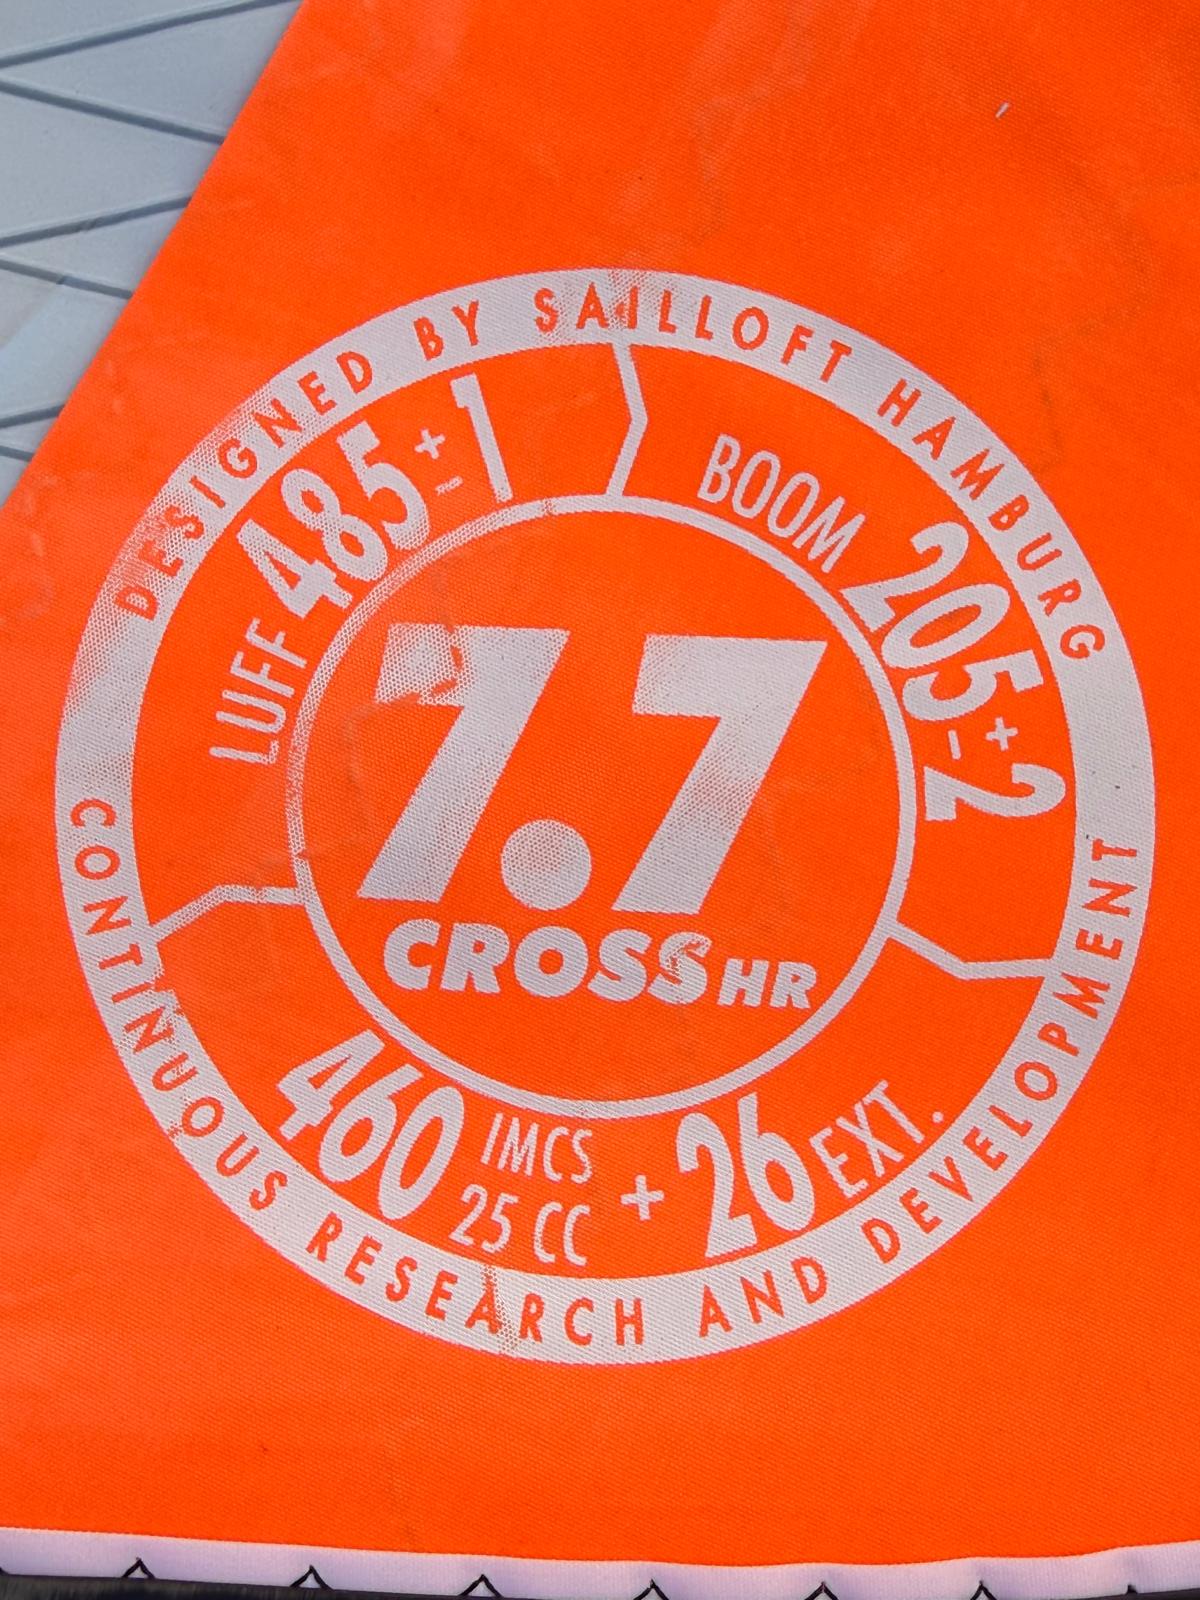 DESIGNED BY SAILLOFT HAMBURG
LUFF 485±1
BOOM 205±2
7.7
CROSS HR
460 IMCS
25 CC
+ 26 EXT.
CONTINUOUS RESEARCH AND DEVELOPMENT